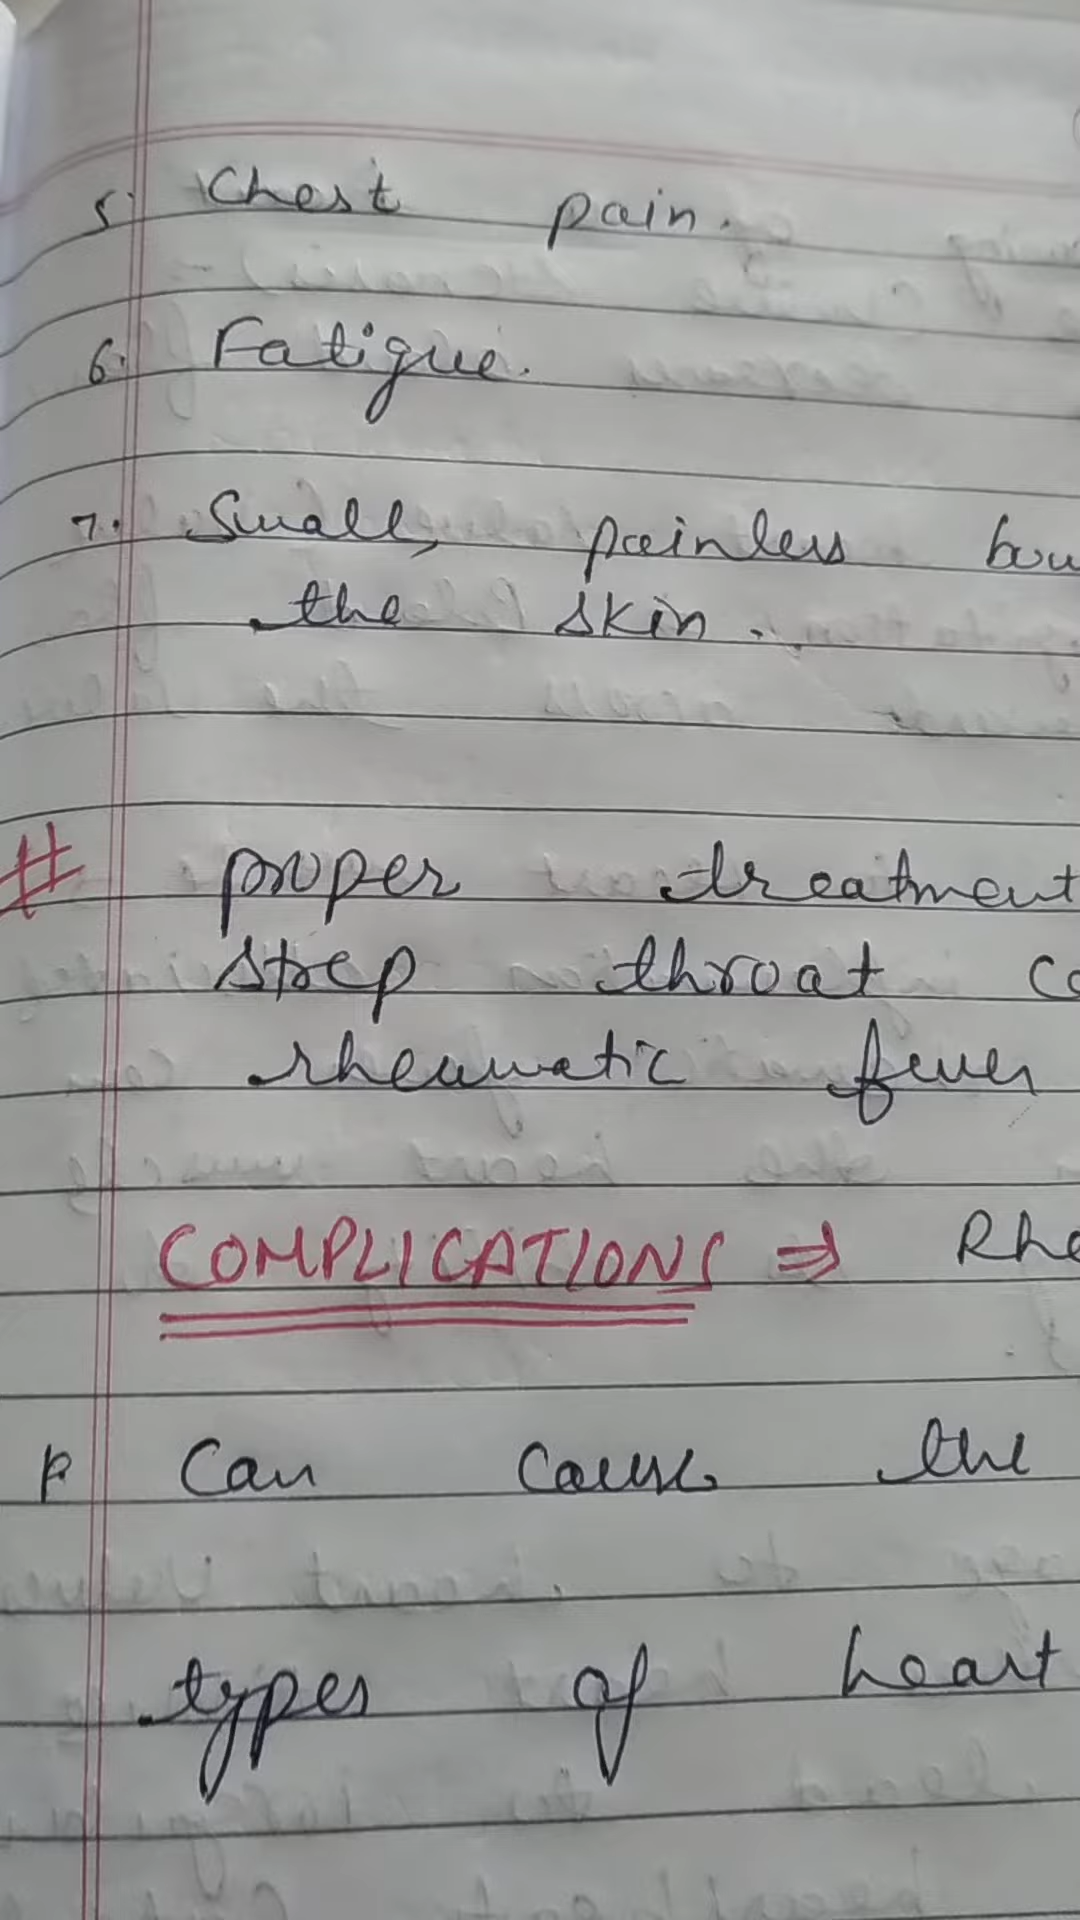 5. Chest pain.
6. Fatigue.
7. Small, painless
the skin.
# proper treatment
strep throat
rheumatic fever
COMPLICATIONS ⇒
Can cause the
types of heart